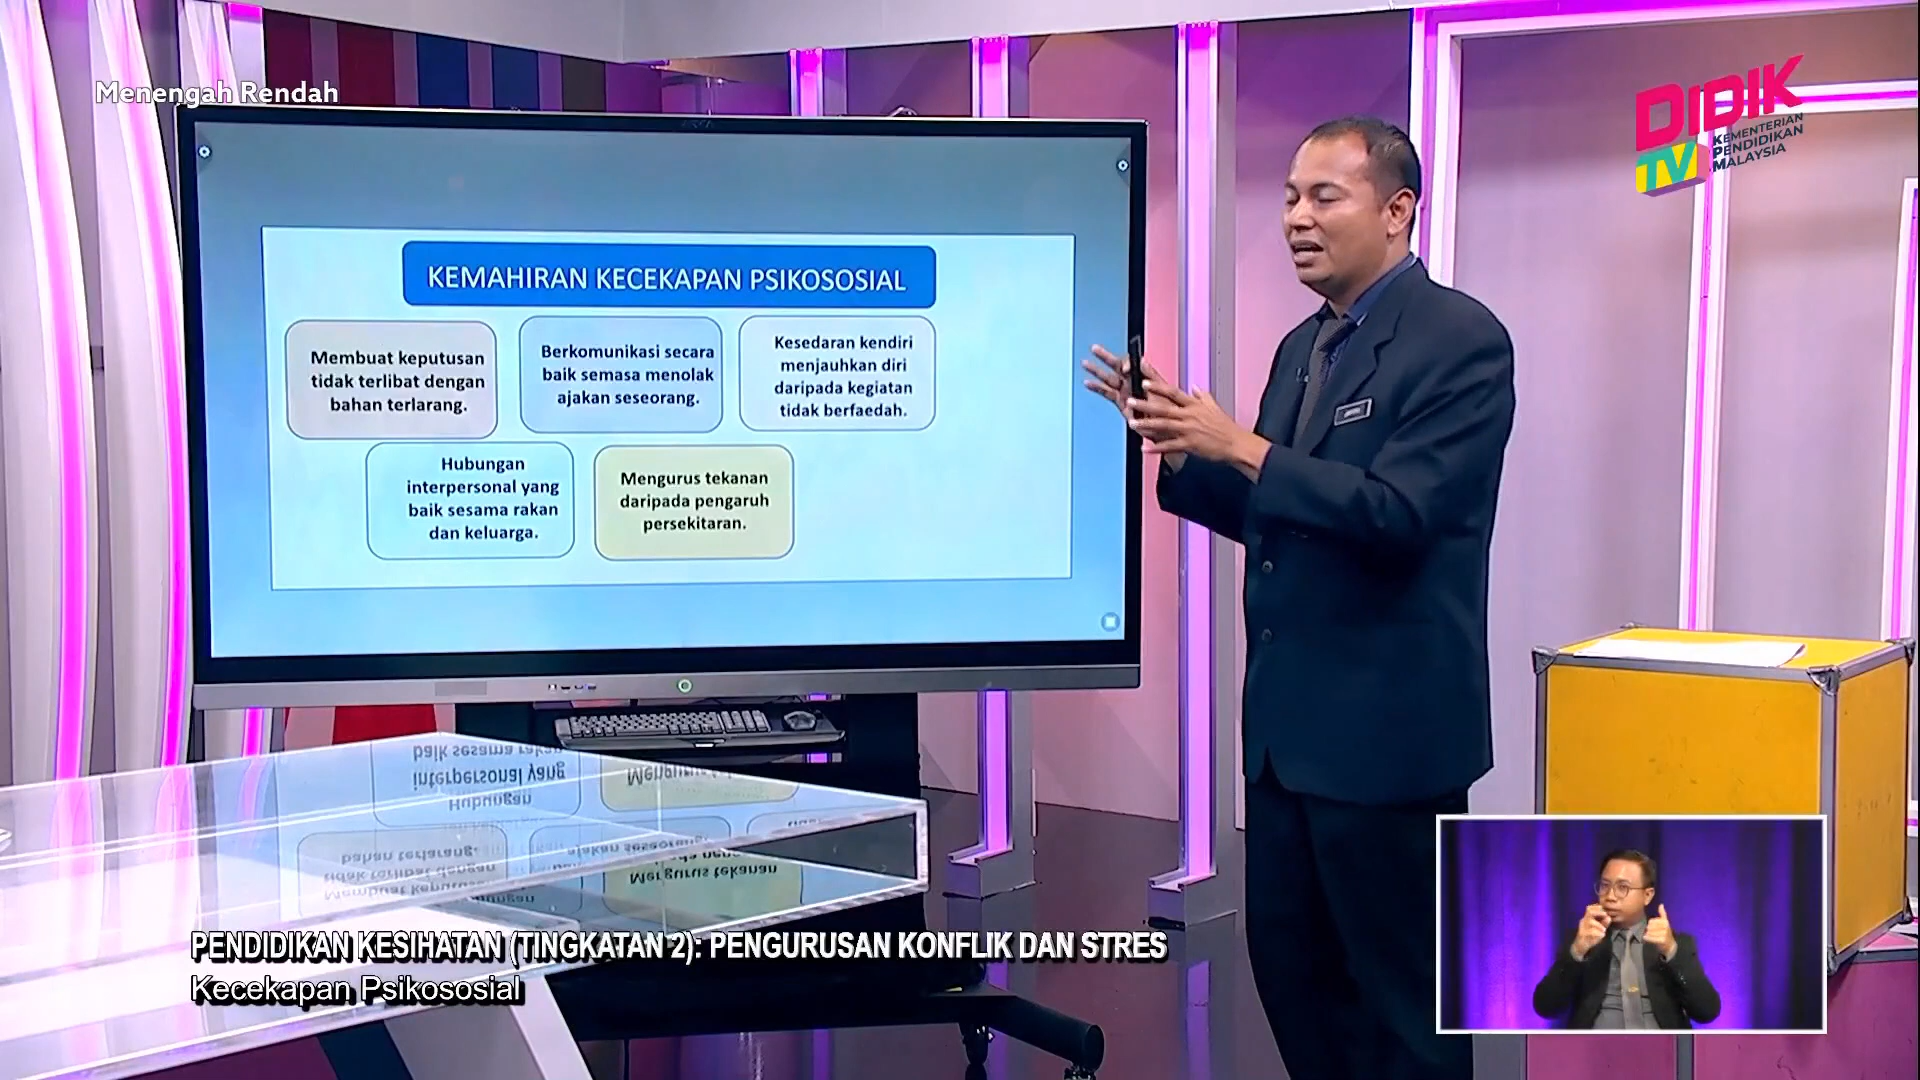 Menengah Rendah
DIDIK
TV
KEMENTERIAN
PENDIDIKAN
MALAYSIA
KEMAHIRAN KECEKAPAN PSIKOSOSIAL
Membuat keputusan
tidak terlibat dengan
bahan terlarang.
Berkomunikasi secara
baik semasa menolak
ajakan seseorang.
Kesedaran kendiri
menjauhkan diri
daripada kegiatan
tidak berfaedah.
Hubungan
interpersonal yang
baik sesama rakan
dan keluarga.
Mengurus tekanan
daripada pengaruh
persekitaran.
PENDIDIKAN KESIHATAN (TINGKATAN 2): PENGURUSAN KONFLIK DAN STRES
Kecekapan Psikososial